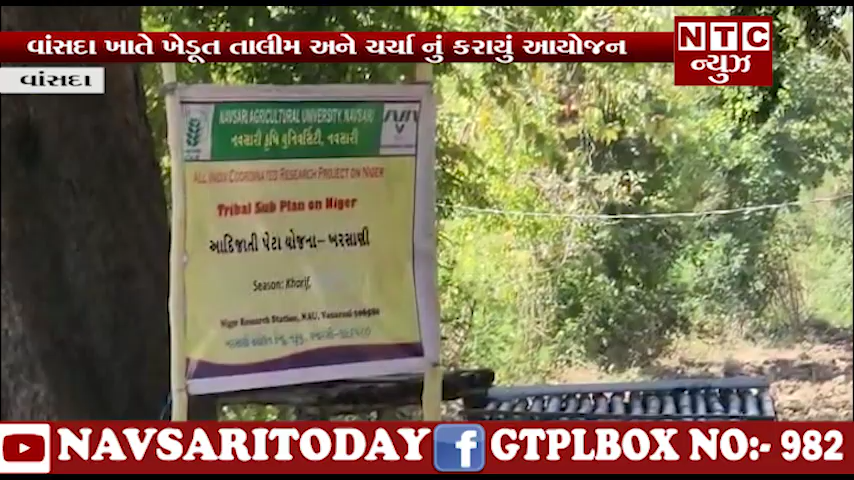 વાંસદા ખાતે ખેડૂત તાલીમ અને ચર્ચા નું કરાયું આયોજન
NTC
ન્યુઝ
વાંસદા
NAVSARI AGRICULTURAL UNIVERSITY, NAVSARI
નવસારી કૃષિ યુનિવર્સિટી, નવસારી
ALL INDIA COORDINATED RESEARCH PROJECT ON NIGER
Tribal Sub Plan on Niger
આદિજાતી પેટા યોજના– ખરસાણી
Season: Kharif,
Niger Research Station, NAU, Vanarasi
NAVSARITODAY
GTPLBOX NO:- 982